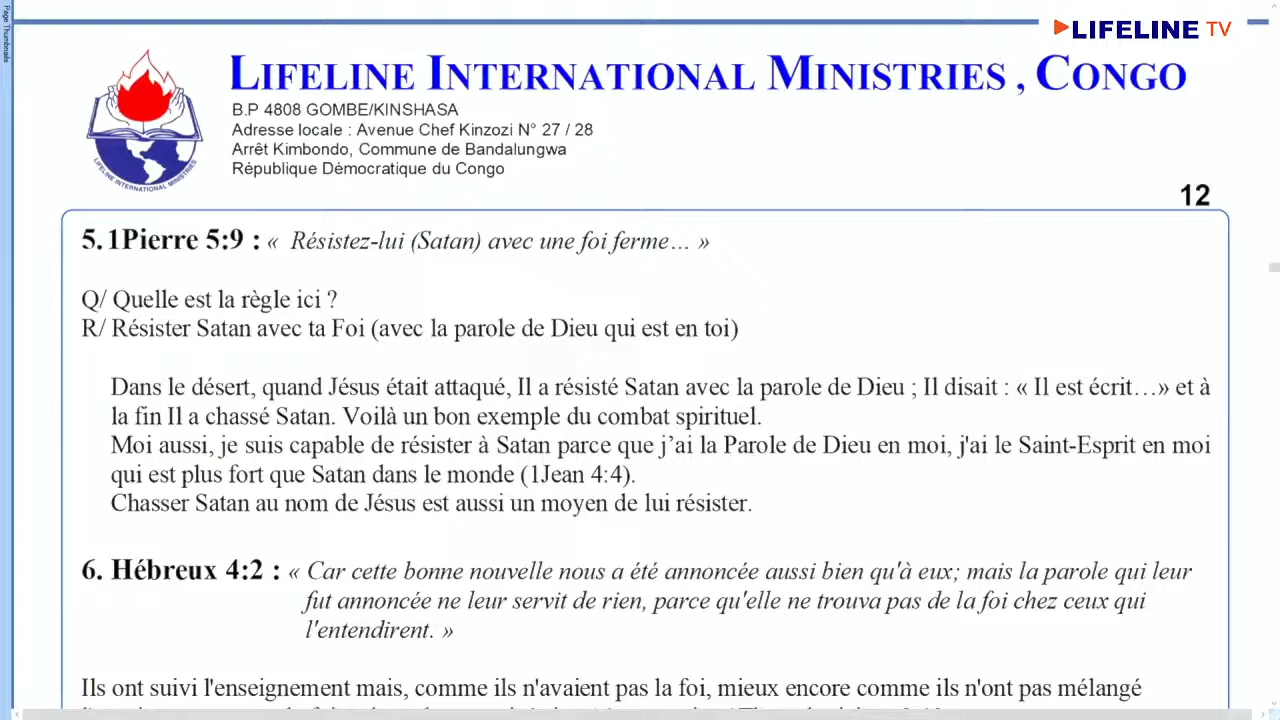 Page Thumbnails
LIFELINE TV
LIFELINE INTERNATIONAL MINISTRIES , CONGO
B.P 4808 GOMBE/KINSHASA
Adresse locale : Avenue Chef Kinzozi N° 27 / 28
Arrêt Kimbondo, Commune de Bandalungwa
République Démocratique du Congo
LIFELINE INTERNATIONAL MINISTRIES
12
5. 1Pierre 5:9 : « Résistez-lui (Satan) avec une foi ferme… »
Q/ Quelle est la règle ici ?
R/ Résister Satan avec ta Foi (avec la parole de Dieu qui est en toi)
Dans le désert, quand Jésus était attaqué, Il a résisté Satan avec la parole de Dieu ; Il disait : « Il est écrit…» et à
la fin Il a chassé Satan. Voilà un bon exemple du combat spirituel.
Moi aussi, je suis capable de résister à Satan parce que j’ai la Parole de Dieu en moi, j'ai le Saint-Esprit en moi
qui est plus fort que Satan dans le monde (1Jean 4:4).
Chasser Satan au nom de Jésus est aussi un moyen de lui résister.
6. Hébreux 4:2 : « Car cette bonne nouvelle nous a été annoncée aussi bien qu'à eux; mais la parole qui leur
fut annoncée ne leur servit de rien, parce qu'elle ne trouva pas de la foi chez ceux qui
l'entendirent. »
Ils ont suivi l'enseignement mais, comme ils n'avaient pas la foi, mieux encore comme ils n'ont pas mélangé